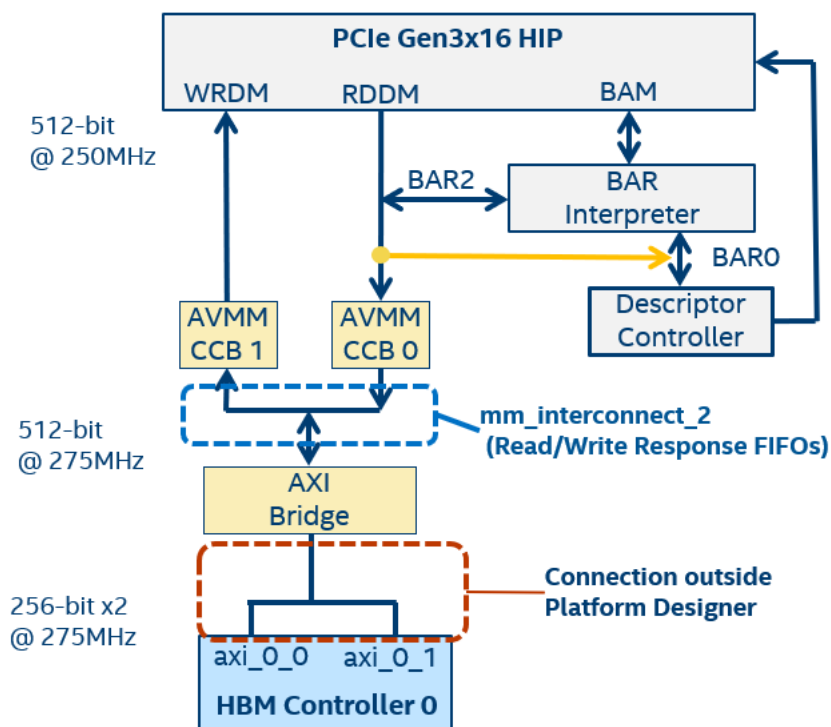 PCIe Gen3x16 HIP
WRDM
RDDM
BAM
512-bit
@ 250MHz
BAR2
BAR
Interpreter
BAR0
Descriptor
Controller
AVMM
CCB 1
AVMM
CCB 0
mm_interconnect_2
(Read/Write Response FIFOs)
512-bit
@ 275MHz
AXI
Bridge
Connection outside
Platform Designer
256-bit x2
@ 275MHz
axi_0_0
axi_0_1
HBM Controller 0